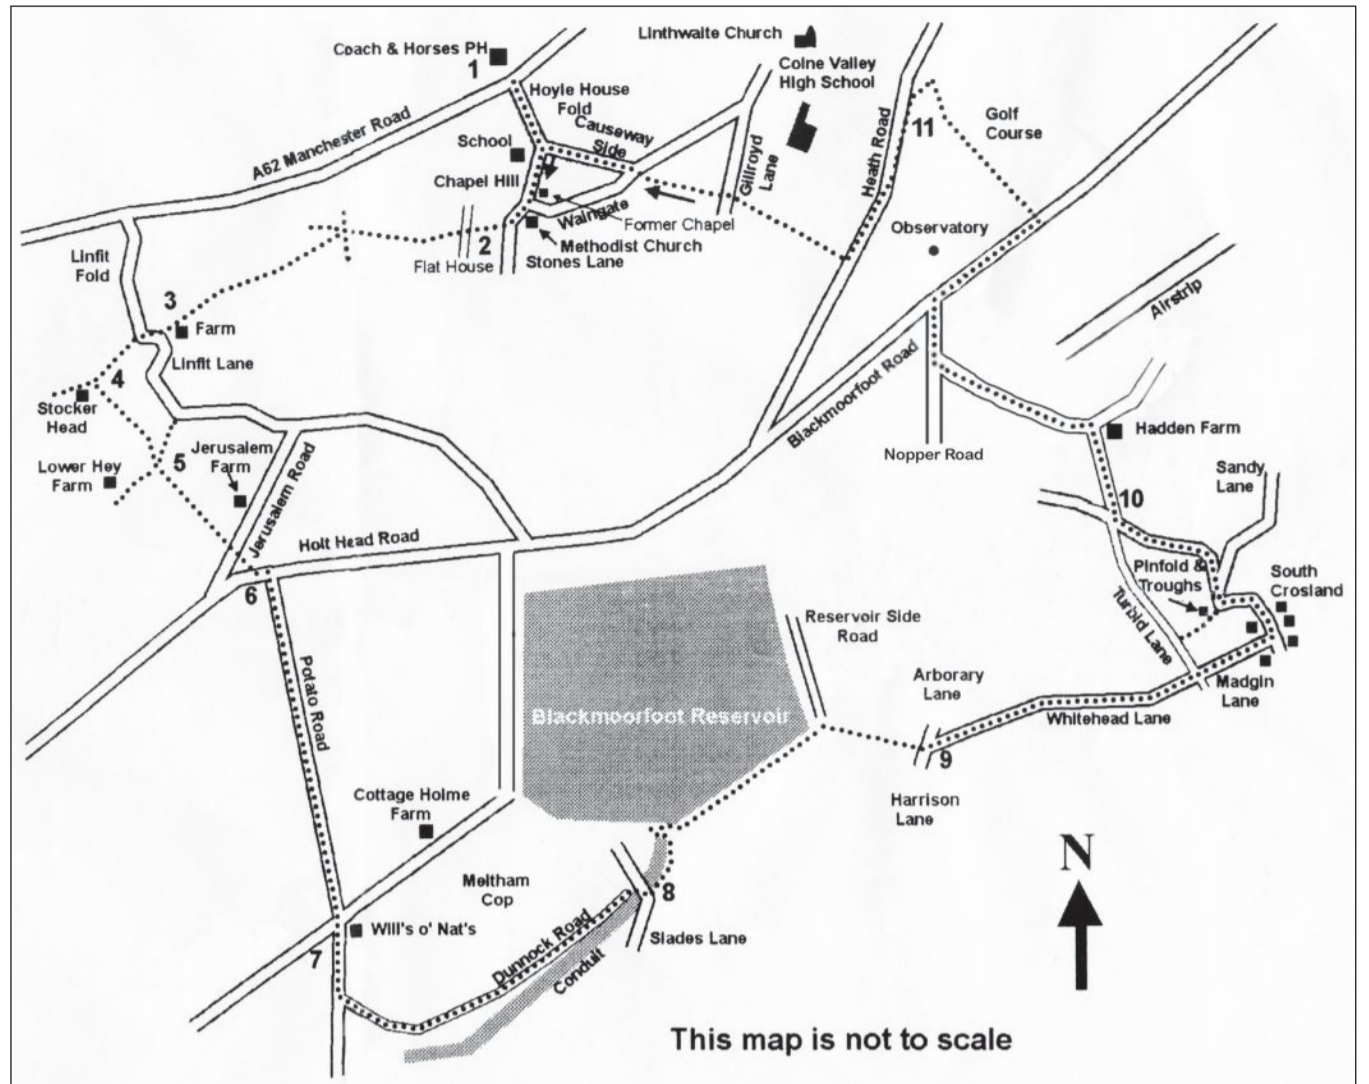 Coach & Horses PH
1
Linthwaite Church
Colne Valley
High School
Hoyle House
Fold
Causeway
Side
A62 Manchester Road
School
Chapel Hill
Gillroyd
Lane
Heath Road
11
Golf
Course
Waingate
Former Chapel
Observatory
2
Methodist Church
Flat House
Stones Lane
Linfit
Fold
3
Farm
Linfit Lane
Airstrip
4
Stocker
Head
Blackmoorfoot Road
Lower Hey
Farm
5
Jerusalem
Farm
Jerusalem Road
Hadden Farm
Nopper Road
Sandy
Lane
10
Holt Head Road
6
Pinfold &
Troughs
South
Crosland
Turbid Lane
Reservoir Side
Road
Potato Road
Arborary
Lane
Madgin
Lane
Blackmoorfoot Reservoir
Whitehead Lane
9
Cottage Holme
Farm
Harrison
Lane
N
Meltham
Cop
8
Will's o' Nat's
Slades Lane
7
Dunnock Road
Conduit
This map is not to scale